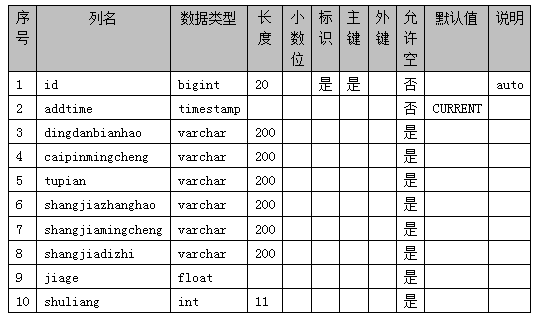 序号 列名 数据类型 长度 小数位 标识 主键 外键 允许空 默认值 说明
1 id bigint 20 是 是 否 auto
2 addtime timestamp 否 CURRENT
3 dingdanbianhao varchar 200 是
4 caipinmingcheng varchar 200 是
5 tupian varchar 200 是
6 shangjiazhanghao varchar 200 是
7 shangjiamingcheng varchar 200 是
8 shangjiadizhi varchar 200 是
9 jiage float 是
10 shuliang int 11 是